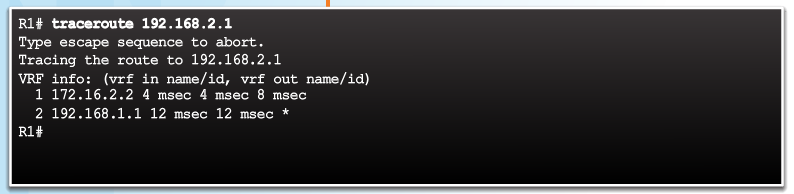 R1# traceroute 192.168.2.1
Type escape sequence to abort.
Tracing the route to 192.168.2.1
VRF info: (vrf in name/id, vrf out name/id)
  1 172.16.2.2 4 msec 4 msec 8 msec
  2 192.168.1.1 12 msec 12 msec *
R1#